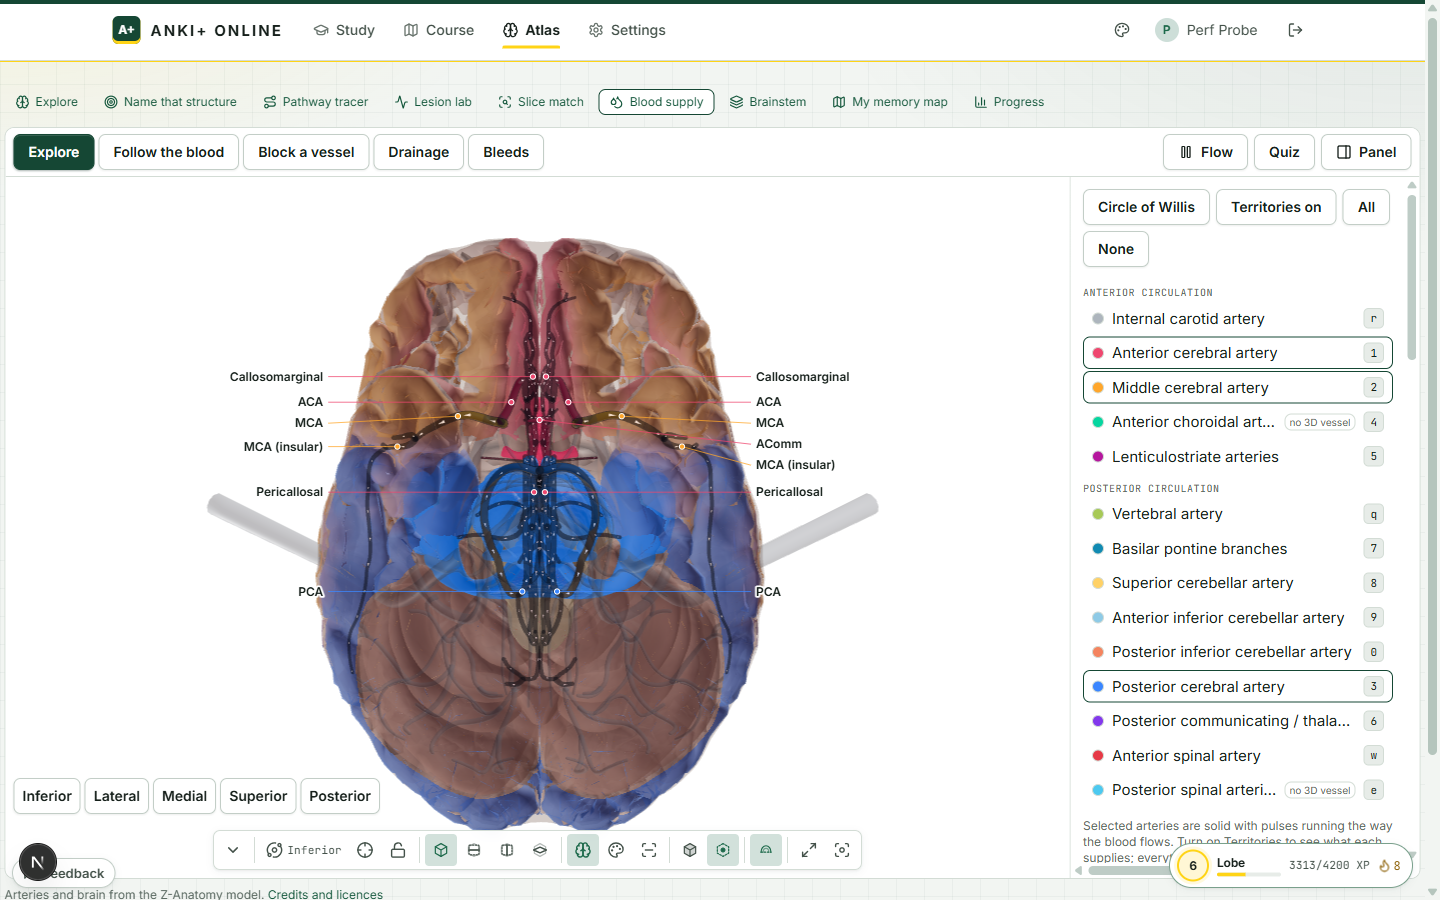 A+ ANKI+ ONLINE Study Course Atlas Settings P Perf Probe
Explore Name that structure Pathway tracer Lesion lab Slice match Blood supply Brainstem My memory map Progress
Explore Follow the blood Block a vessel Drainage Bleeds Flow Quiz Panel
Callosomarginal Callosomarginal
ACA ACA
MCA MCA
AComm
MCA (insular) MCA (insular)
Pericallosal Pericallosal
PCA PCA
Inferior Lateral Medial Superior Posterior
Inferior
Circle of Willis Territories on All
None
ANTERIOR CIRCULATION
Internal carotid artery r
Anterior cerebral artery 1
Middle cerebral artery 2
Anterior choroidal art... no 3D vessel 4
Lenticulostriate arteries 5
POSTERIOR CIRCULATION
Vertebral artery q
Basilar pontine branches 7
Superior cerebellar artery 8
Anterior inferior cerebellar artery 9
Posterior inferior cerebellar artery 0
Posterior cerebral artery 3
Posterior communicating / thala... 6
Anterior spinal artery w
Posterior spinal arteri... no 3D vessel e
Selected arteries are solid with pulses running the way
the blood flows. Turn on Territories to see what each
supplies;
6 Lobe 3313/4200 XP 8
N eedback
Arteries and brain from the Z-Anatomy model. Credits and licences